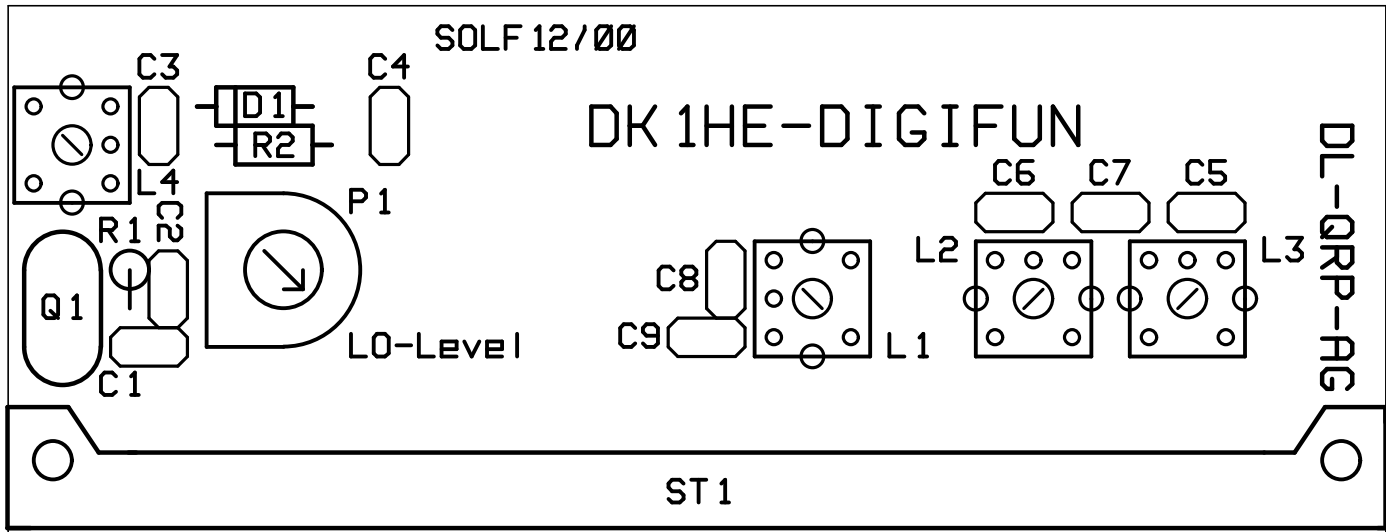 SOLF 12/00
C3
C4
D1
DK1HE-DIGIFUN
R2
DL-QRP-AG
C6
C7
C5
L4
P1
C2
R1
L2
L3
C8
Q1
C9
LO-Level
L1
C1
ST1